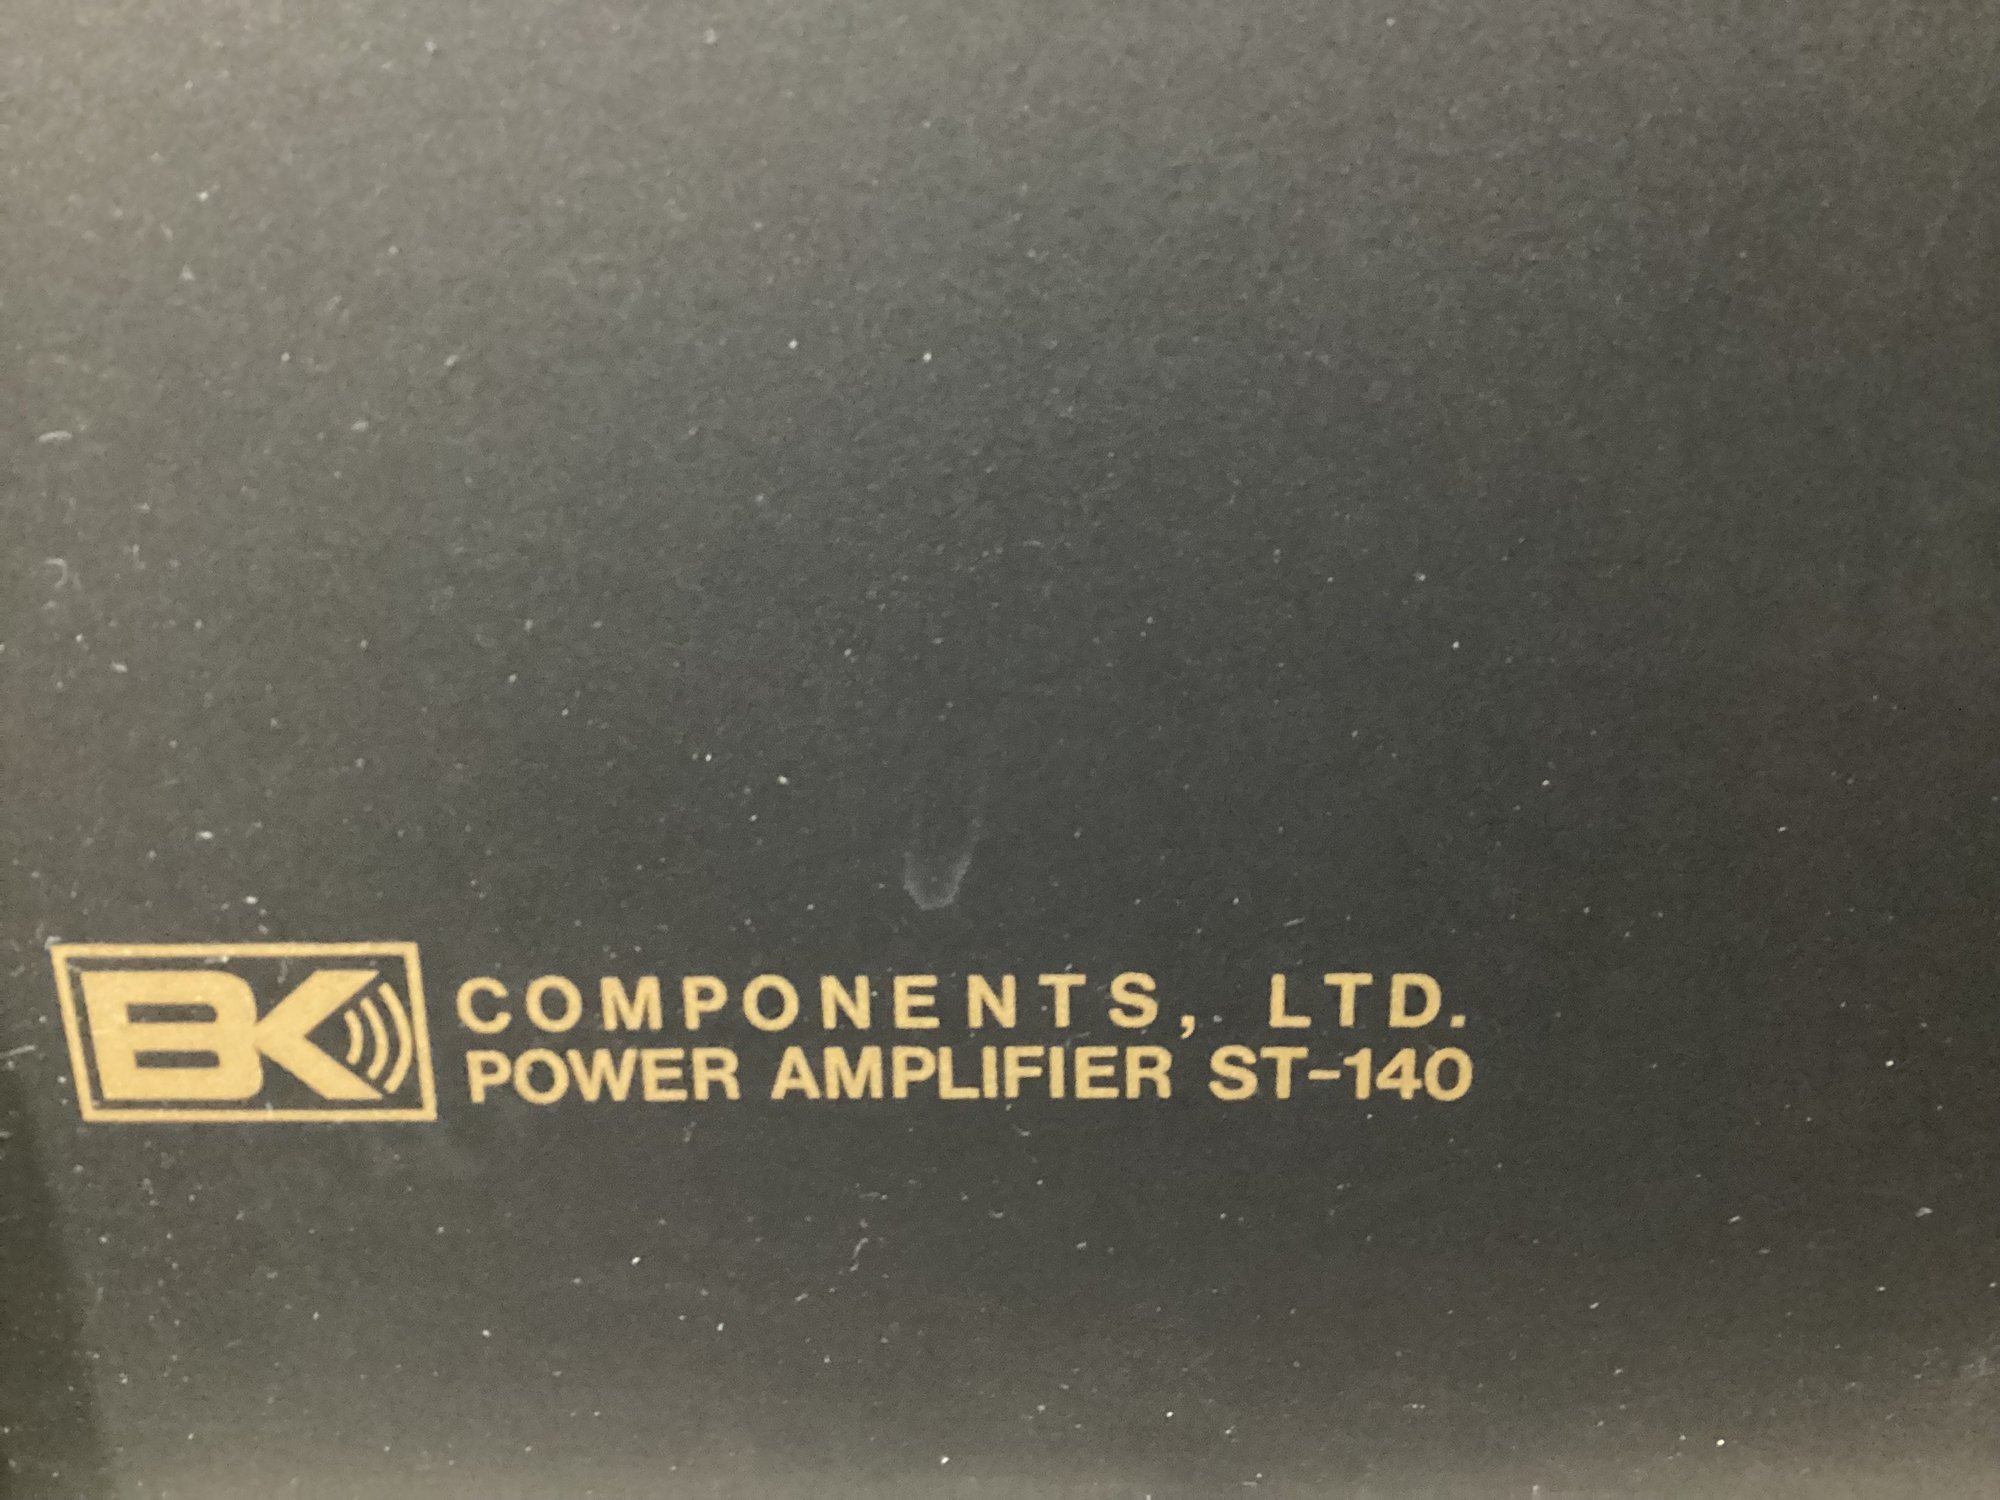 BK
COMPONENTS, LTD.
POWER AMPLIFIER ST-140